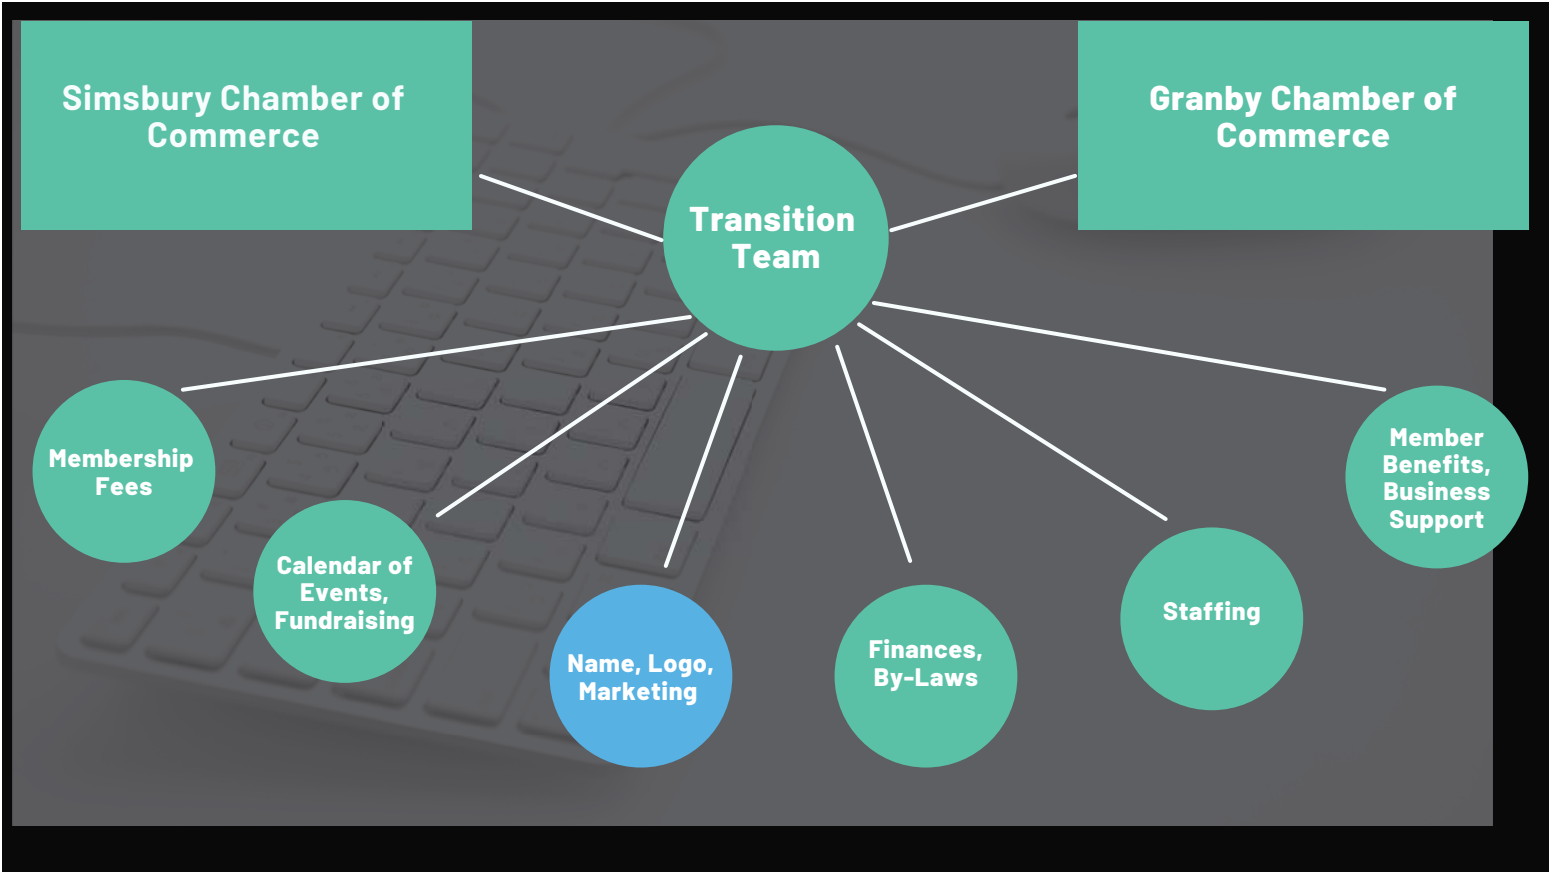 Simsbury Chamber of
Commerce
Granby Chamber of
Commerce
Transition
Team
Membership
Fees
Calendar of
Events,
Fundraising
Name, Logo,
Marketing
Finances,
By-Laws
Staffing
Member
Benefits,
Business
Support